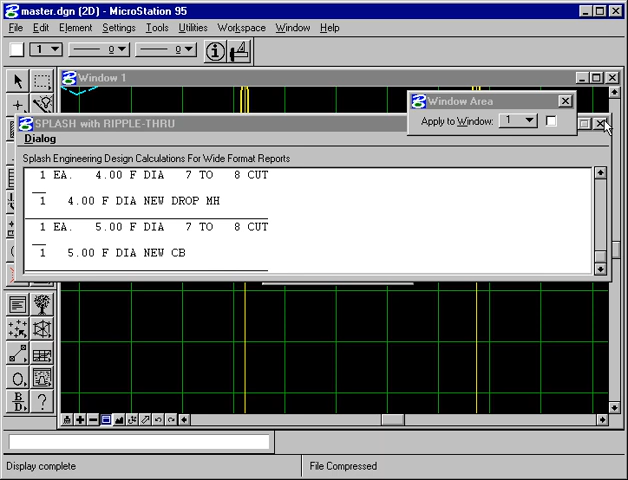 master.dgn (2D) - MicroStation 95
File Edit Element Settings Tools Utilities Workspace Window Help
1 0 0
Window 1
Window Area
Apply to Window: 1
SPLASH with RIPPLE-THRU
Dialog
Splash Engineering Design Calculations For Wide Format Reports
1 EA. 4.00 F DIA 7 TO 8 CUT
1 4.00 F DIA NEW DROP MH
1 EA. 5.00 F DIA 7 TO 8 CUT
1 5.00 F DIA NEW CB
B/D ?
Display complete
File Compressed